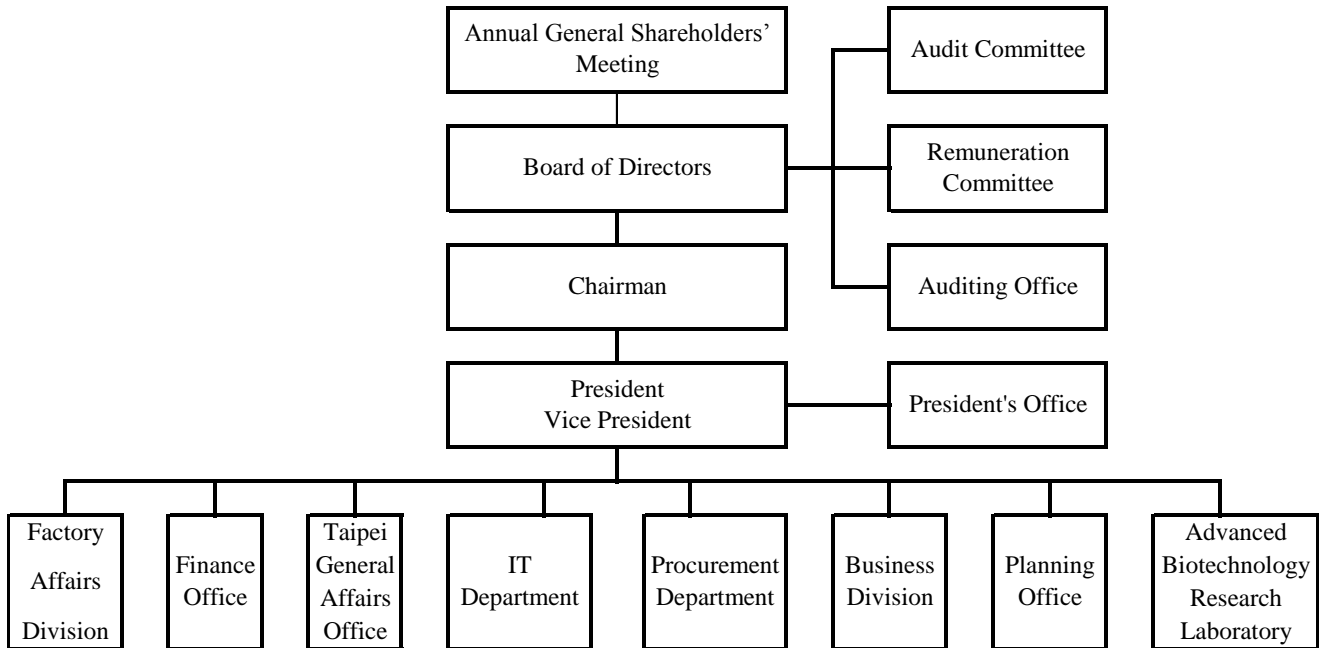 Annual General Shareholders’
Meeting
Audit Committee
Board of Directors
Remuneration
Committee
Chairman
Auditing Office
President
Vice President
President's Office
Factory
Affairs
Division
Finance
Office
Taipei
General
Affairs
Office
IT
Department
Procurement
Department
Business
Division
Planning
Office
Advanced
Biotechnology
Research
Laboratory